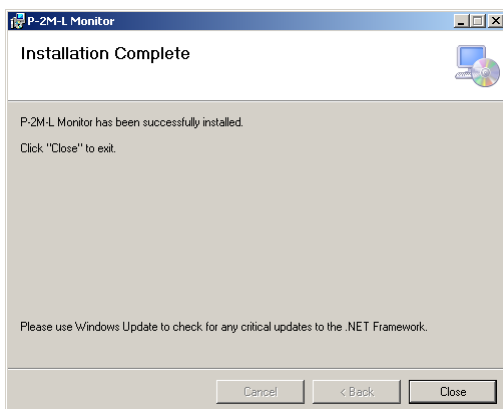 P-2M-L Monitor
Installation Complete
P-2M-L Monitor has been successfully installed.
Click "Close" to exit.
Please use Windows Update to check for any critical updates to the .NET Framework.
Cancel
< Back
Close